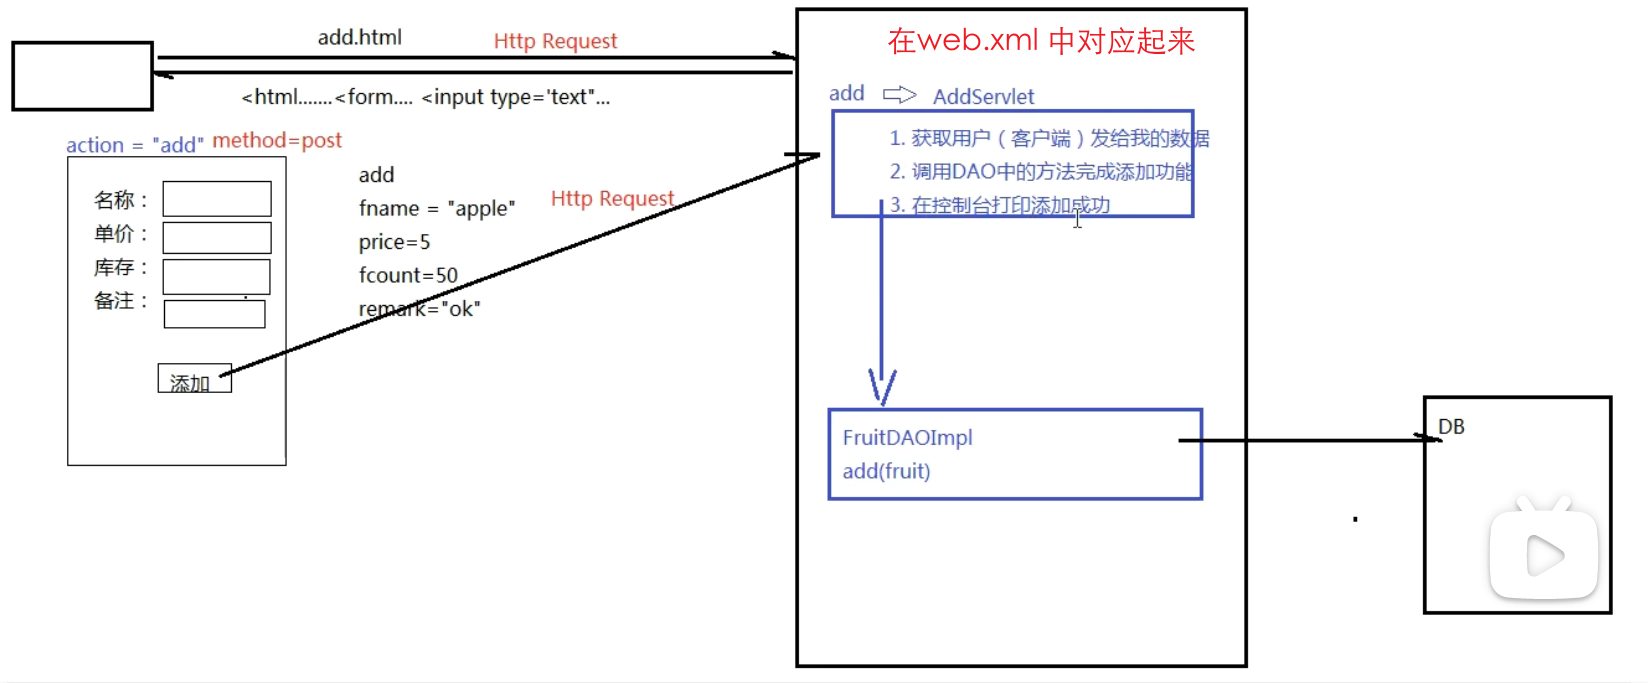 add.html
Http Request
<html.......<form.... <input type='text"...
action = "add" method=post
名称：
单价：
库存：
备注：
添加
add
fname = "apple"
price=5
fcount=50
remark="ok"
Http Request
在web.xml 中对应起来
add AddServlet
1. 获取用户（客户端）发给我的数据
2. 调用DAO中的方法完成添加功能
3. 在控制台打印添加成功
FruitDAOImpl
add(fruit)
DB